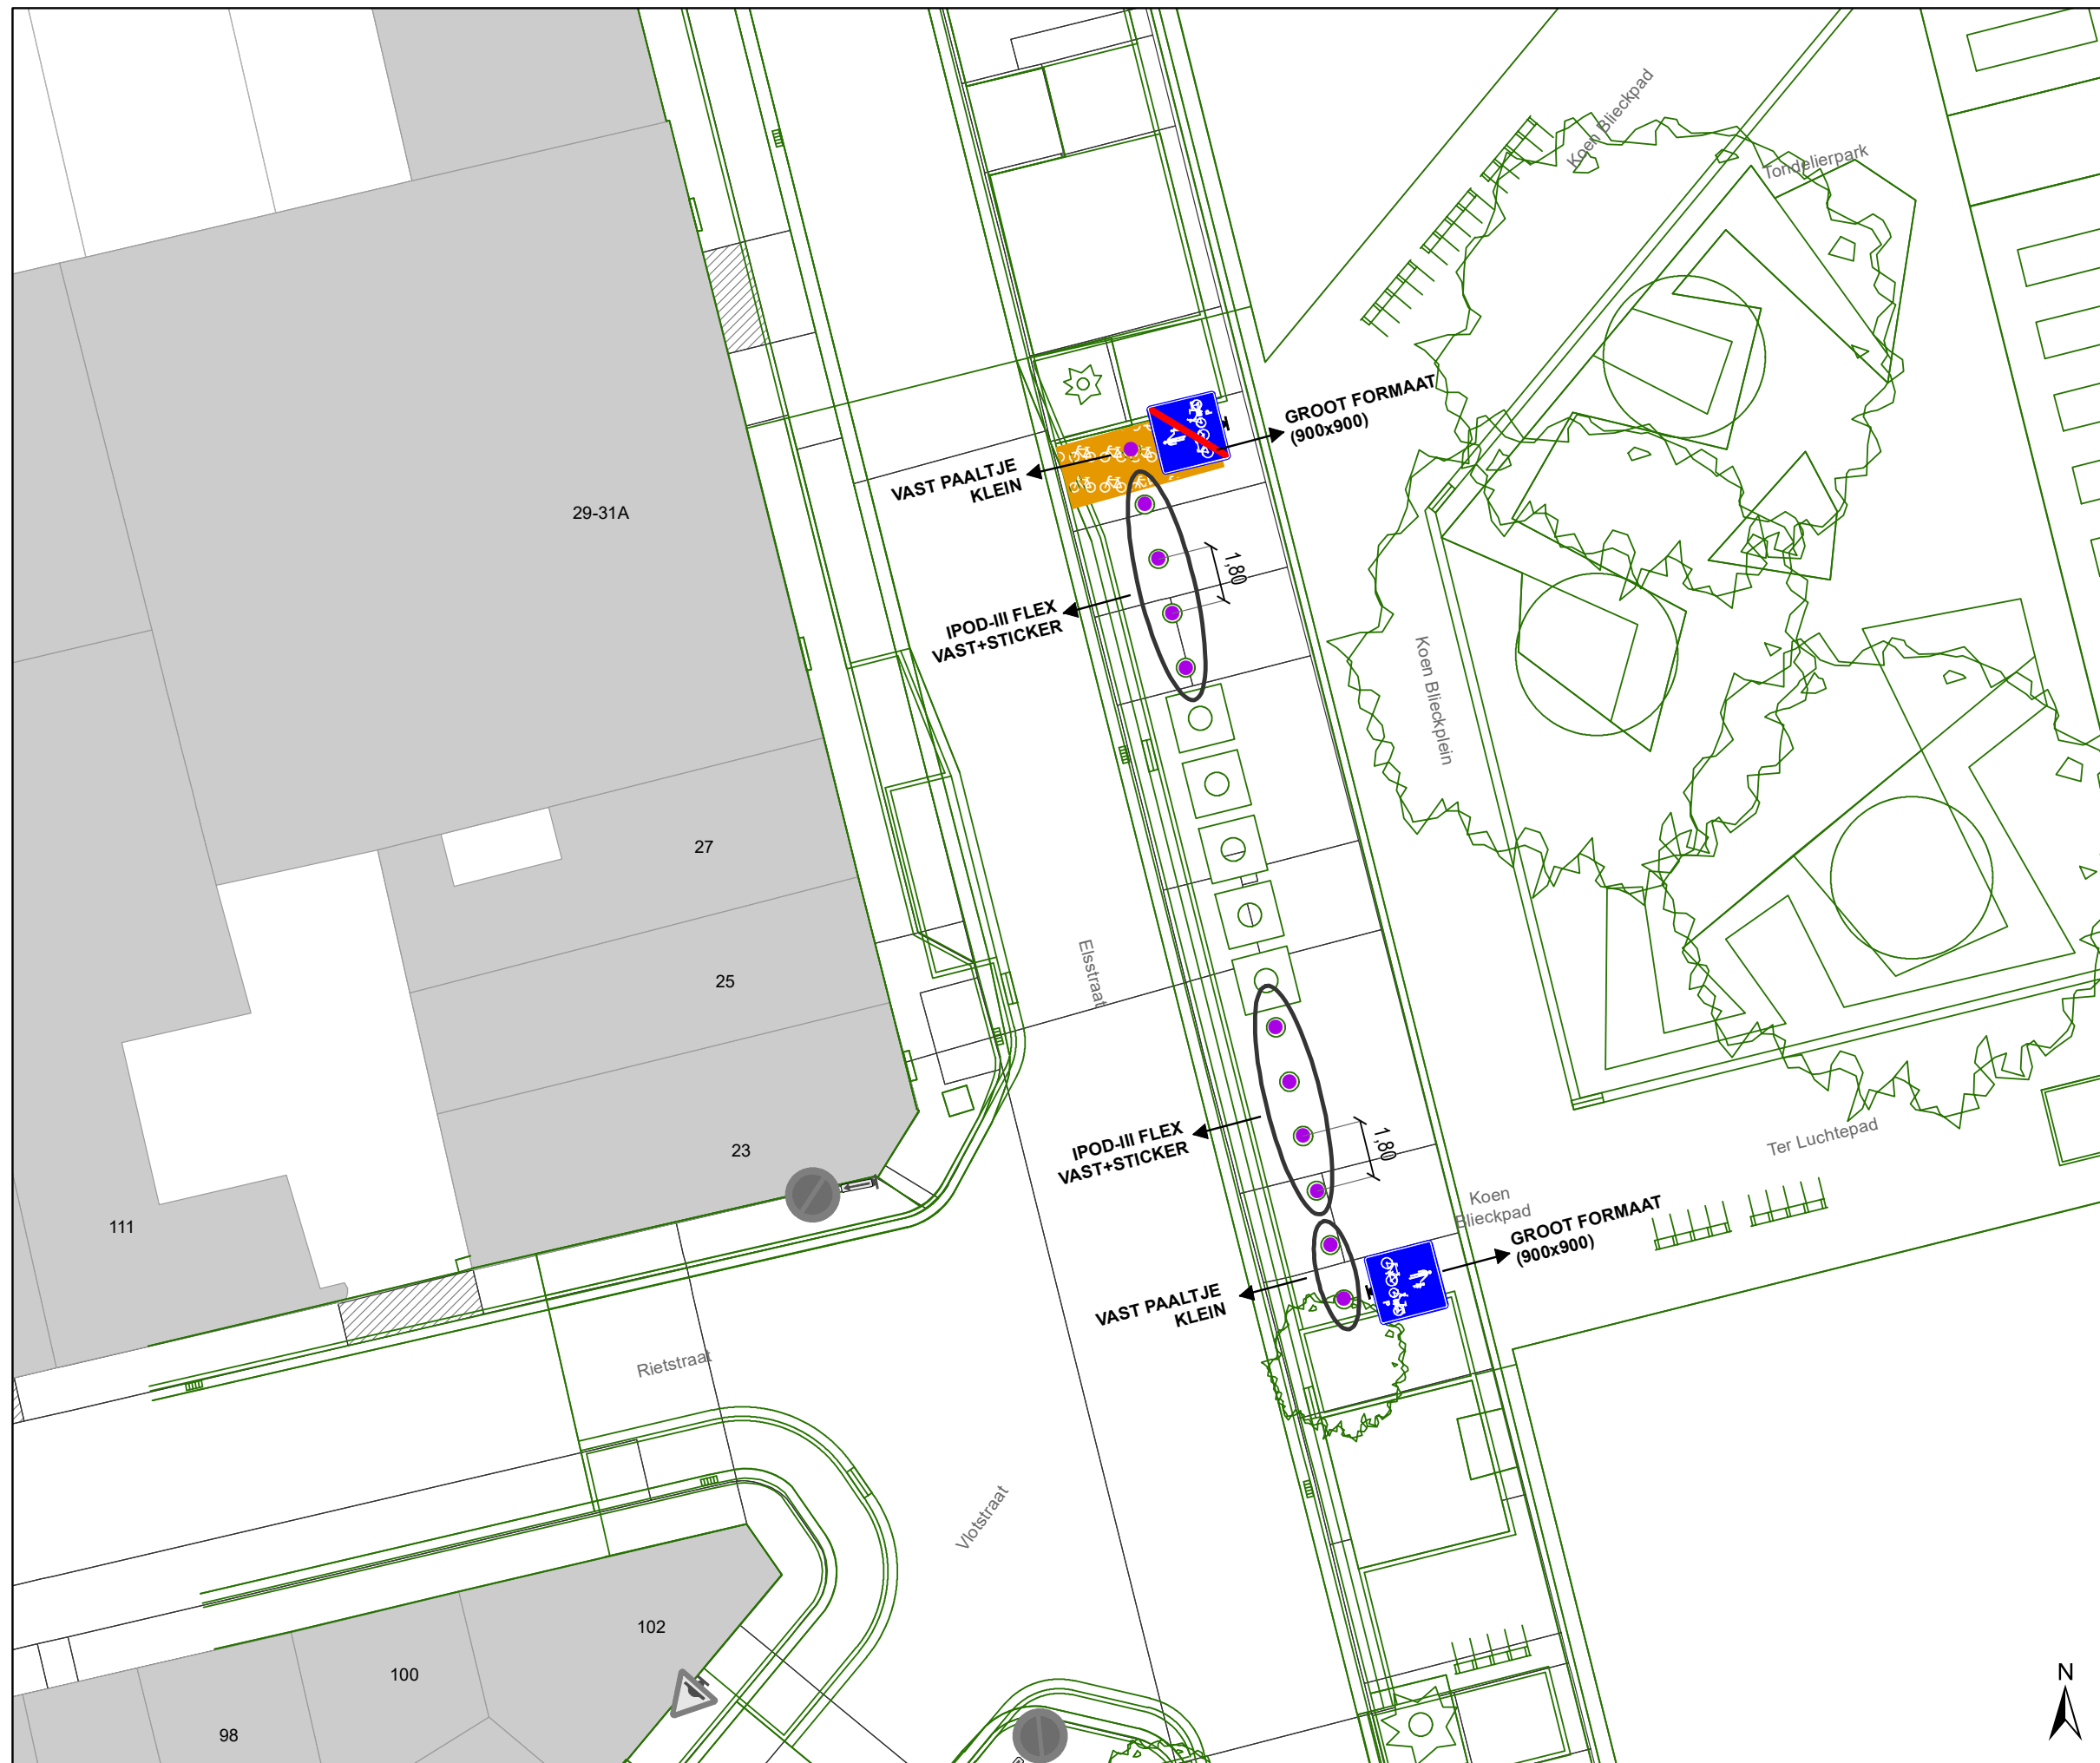 Koen Blieckpad
Tondelierpark
GROOT FORMAAT
(900x900)
VAST PAALTJE
KLEIN
29-31A
1,80
IPOD-III FLEX
VAST+STICKER
Koen Blieckplein
27
25
Elsstraat
23
IPOD-III FLEX
VAST+STICKER
1,80
Ter Luchtepad
Koen
Blieckpad
GROOT FORMAAT
(900x900)
111
VAST PAALTJE
KLEIN
Rietstraat
Vlotstraat
102
100
98
N